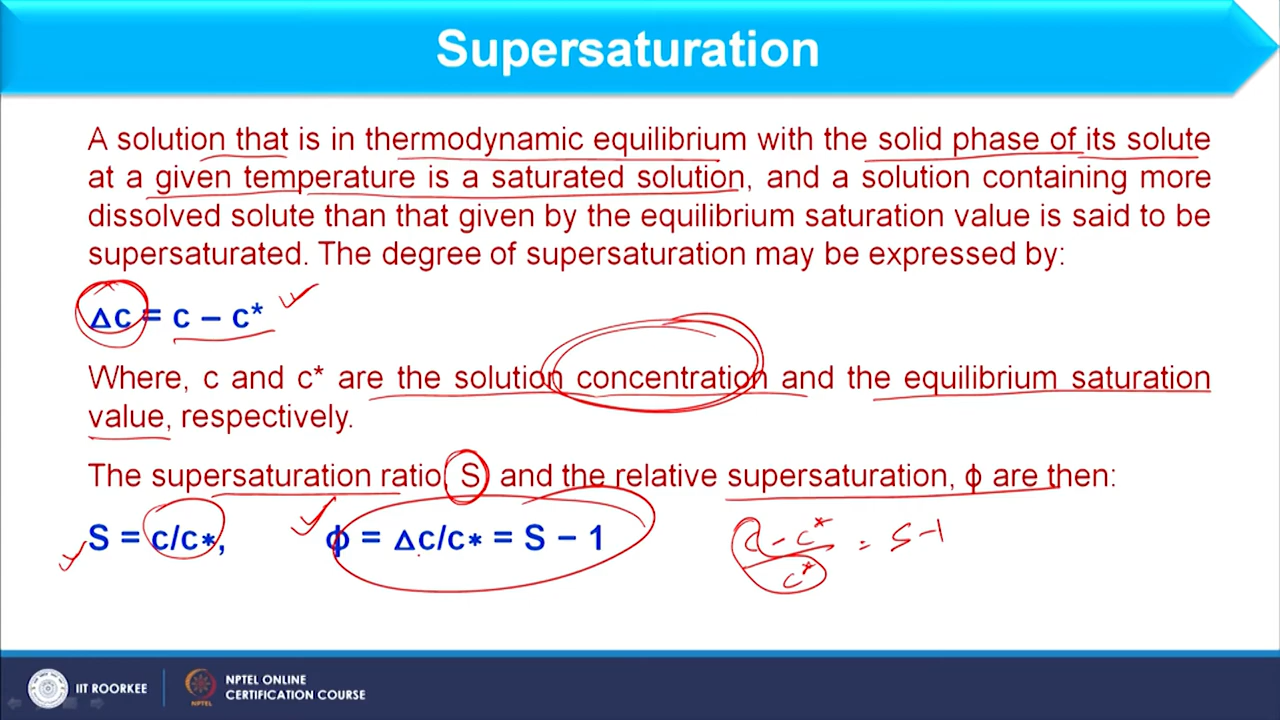 Supersaturation
A solution that is in thermodynamic equilibrium with the solid phase of its solute
at a given temperature is a saturated solution, and a solution containing more
dissolved solute than that given by the equilibrium saturation value is said to be
supersaturated. The degree of supersaturation may be expressed by:
Δc = c – c*
Where, c and c* are the solution concentration and the equilibrium saturation
value, respectively.
The supersaturation ratio S and the relative supersaturation, ϕ are then:
S = c/c*, ϕ = Δc/c* = S – 1
c - c* / c* = S-1
IIT ROORKEE
NPTEL ONLINE
CERTIFICATION COURSE
NPTEL